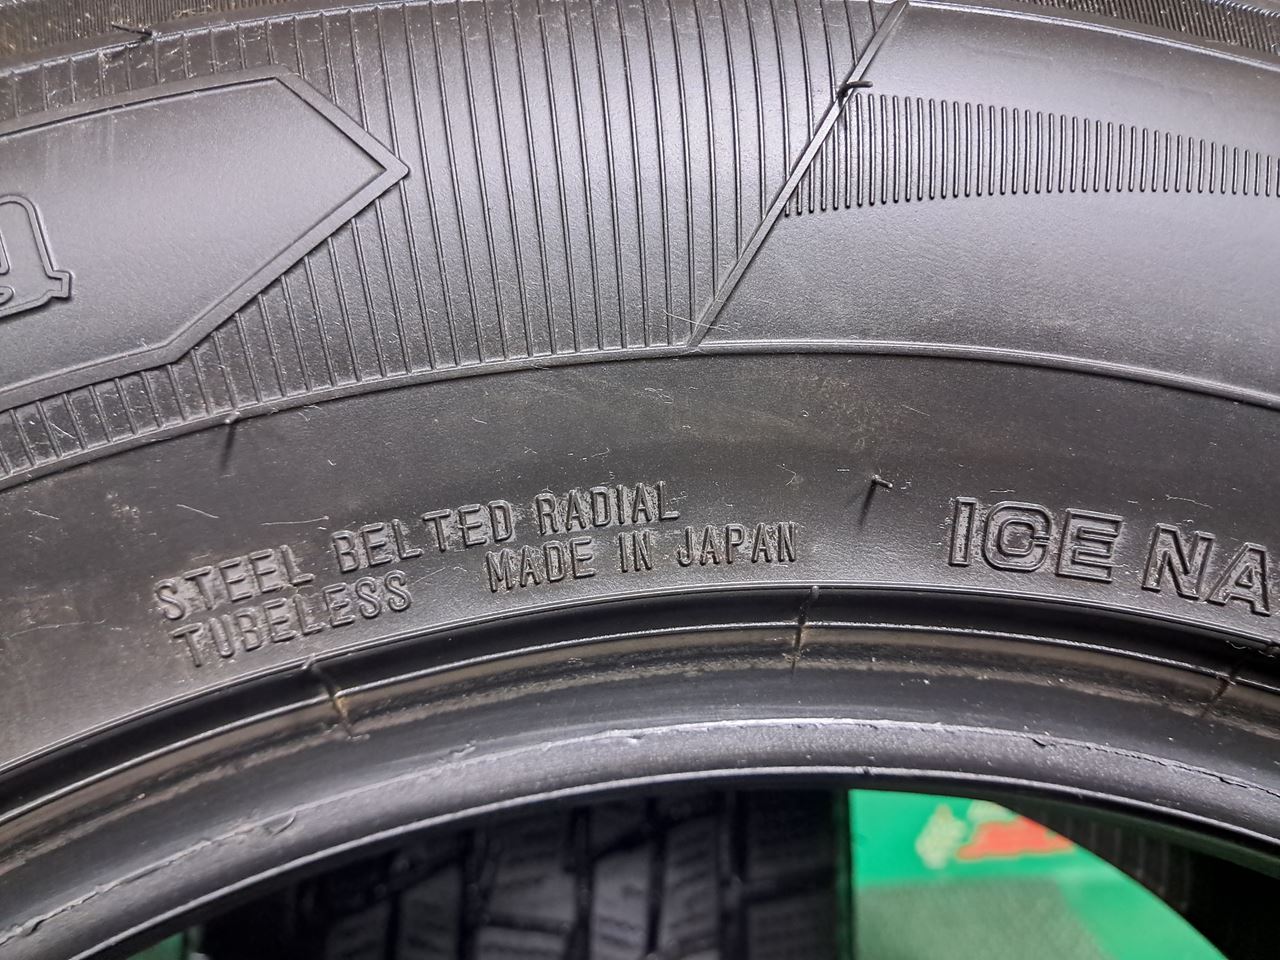 STEEL BELTED RADIAL
TUBELESS MADE IN JAPAN
ICE NA